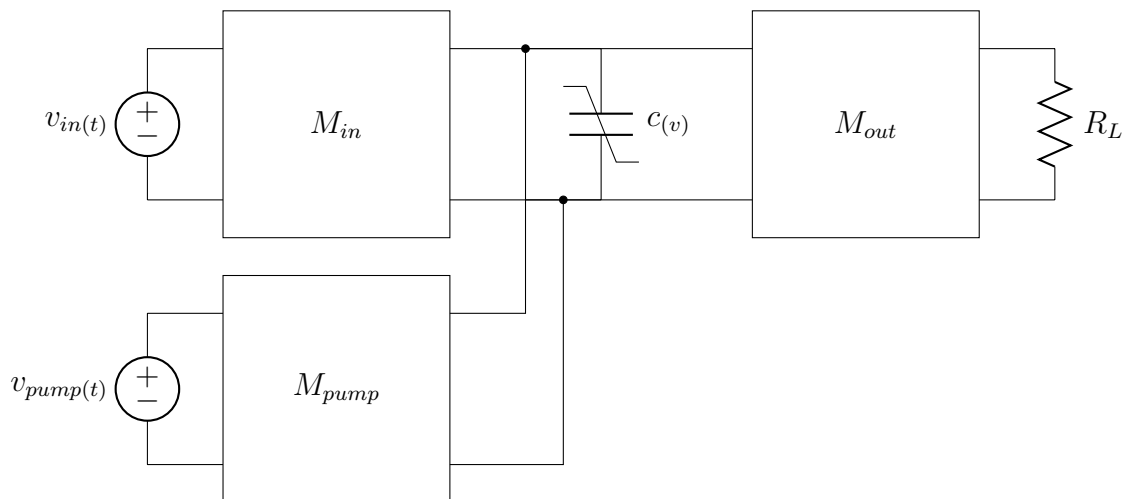 v_{in(t)}
+
−
M_{in}
c_{(v)}
M_{out}
R_L
v_{pump(t)}
+
−
M_{pump}